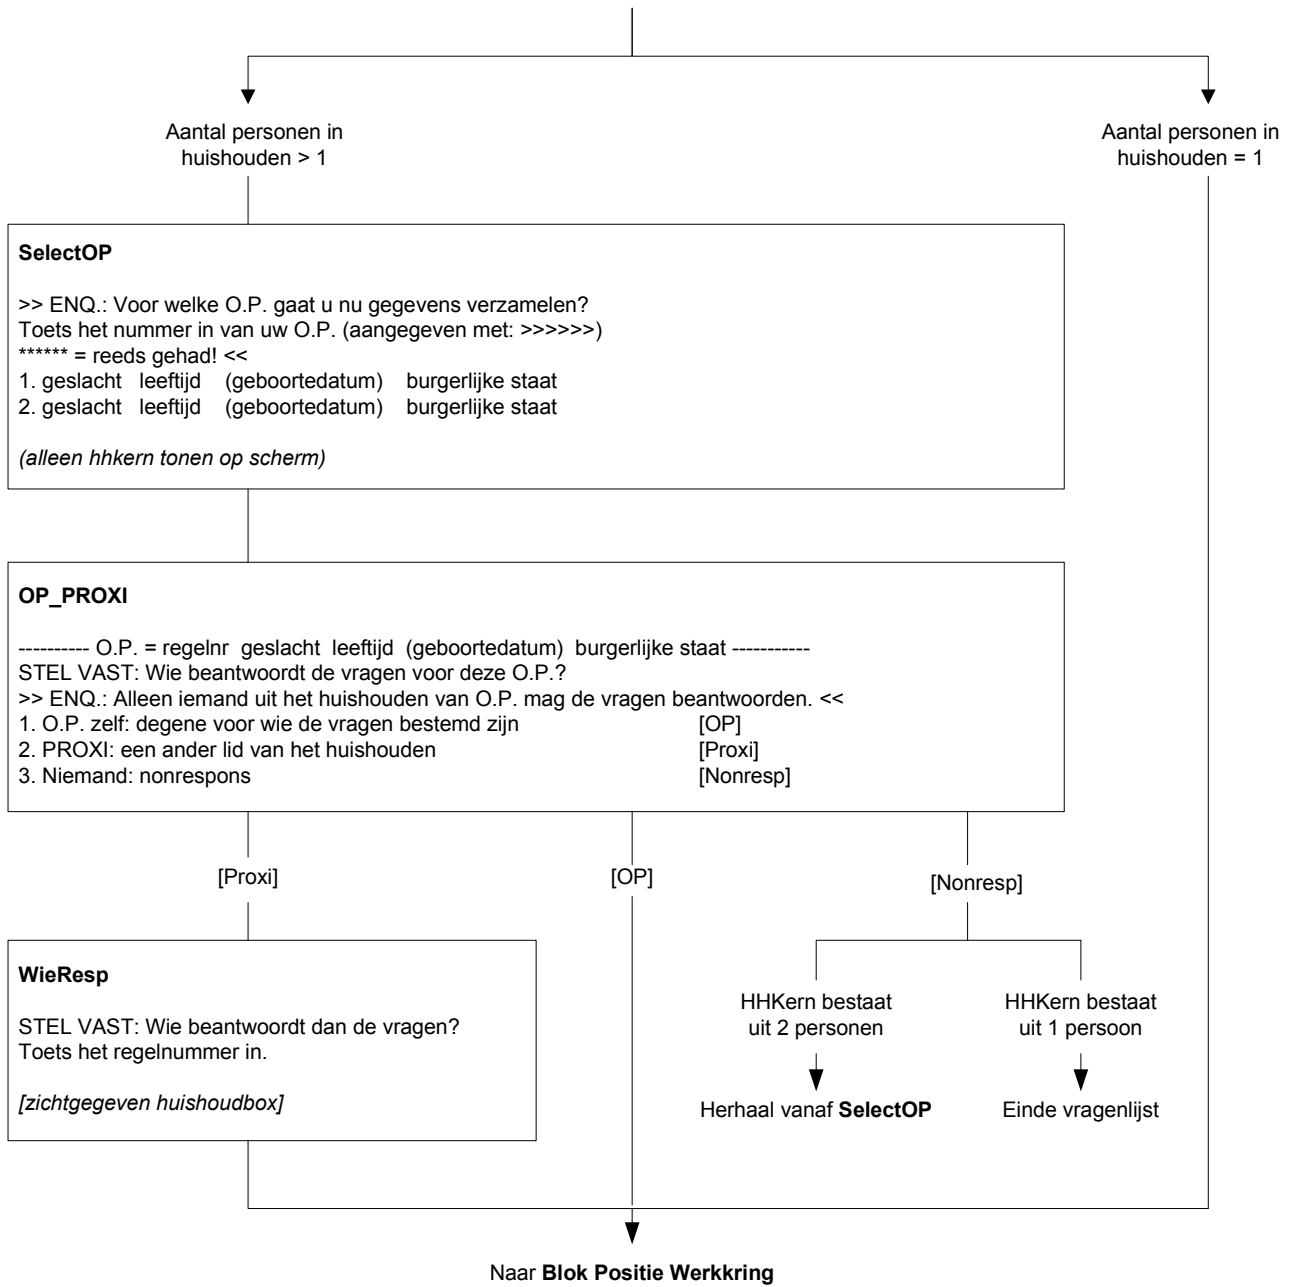 Aantal personen in
huishouden > 1
Aantal personen in
huishouden = 1
SelectOP
>> ENQ.: Voor welke O.P. gaat u nu gegevens verzamelen?
Toets het nummer in van uw O.P. (aangegeven met: >>>>>>)
****** = reeds gehad! <<
1. geslacht leeftijd (geboortedatum) burgerlijke staat
2. geslacht leeftijd (geboortedatum) burgerlijke staat
(alleen hhkern tonen op scherm)
OP_PROXI
---------- O.P. = regelnr geslacht leeftijd (geboortedatum) burgerlijke staat -----------
STEL VAST: Wie beantwoordt de vragen voor deze O.P.?
>> ENQ.: Alleen iemand uit het huishouden van O.P. mag de vragen beantwoorden. <<
1. O.P. zelf: degene voor wie de vragen bestemd zijn [OP]
2. PROXI: een ander lid van het huishouden [Proxi]
3. Niemand: nonrespons [Nonresp]
[Proxi]
[OP]
[Nonresp]
WieResp
STEL VAST: Wie beantwoordt dan de vragen?
Toets het regelnummer in.
[zichtgegeven huishoudbox]
HHKern bestaat
uit 2 personen
HHKern bestaat
uit 1 persoon
Herhaal vanaf SelectOP
Einde vragenlijst
Naar Blok Positie Werkkring